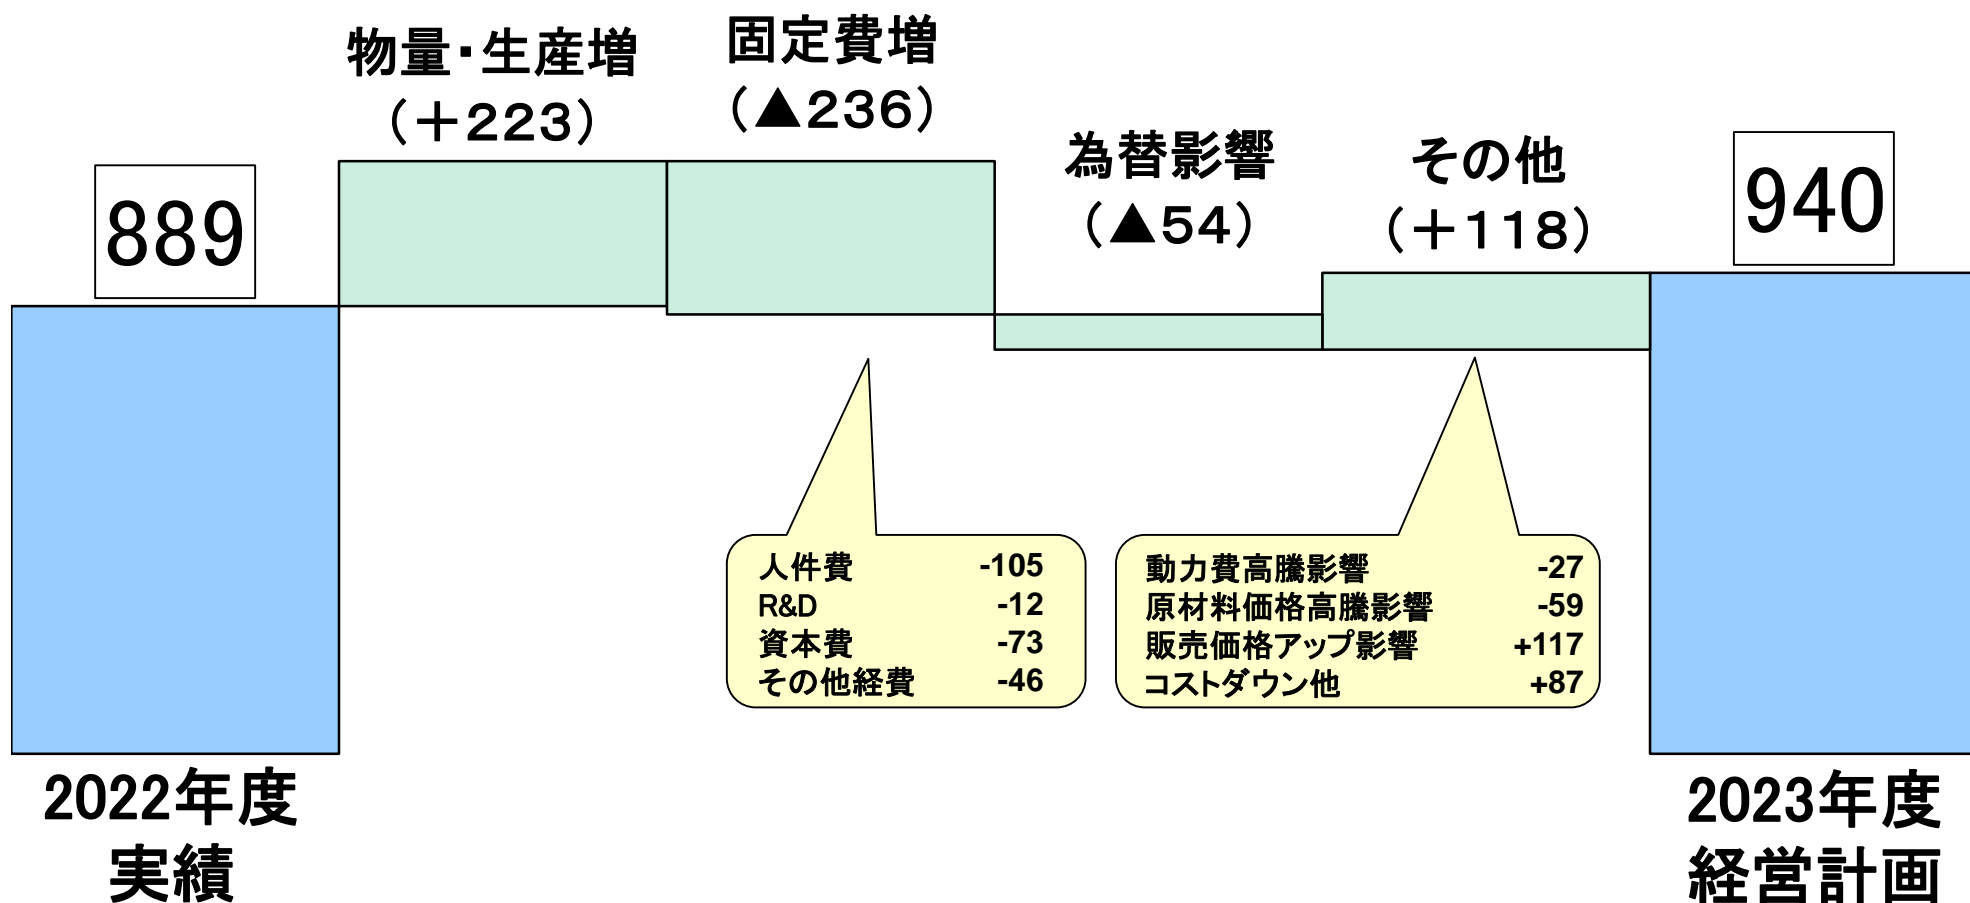 物量・生産増
（＋２２３）
固定費増
（▲２３６）
為替影響
（▲５４）
その他
（＋１１８）
889
940
人件費 -105
R&D -12
資本費 -73
その他経費 -46
動力費高騰影響 -27
原材料価格高騰影響 -59
販売価格アップ影響 +117
コストダウン他 +87
2022年度
実績
2023年度
経営計画